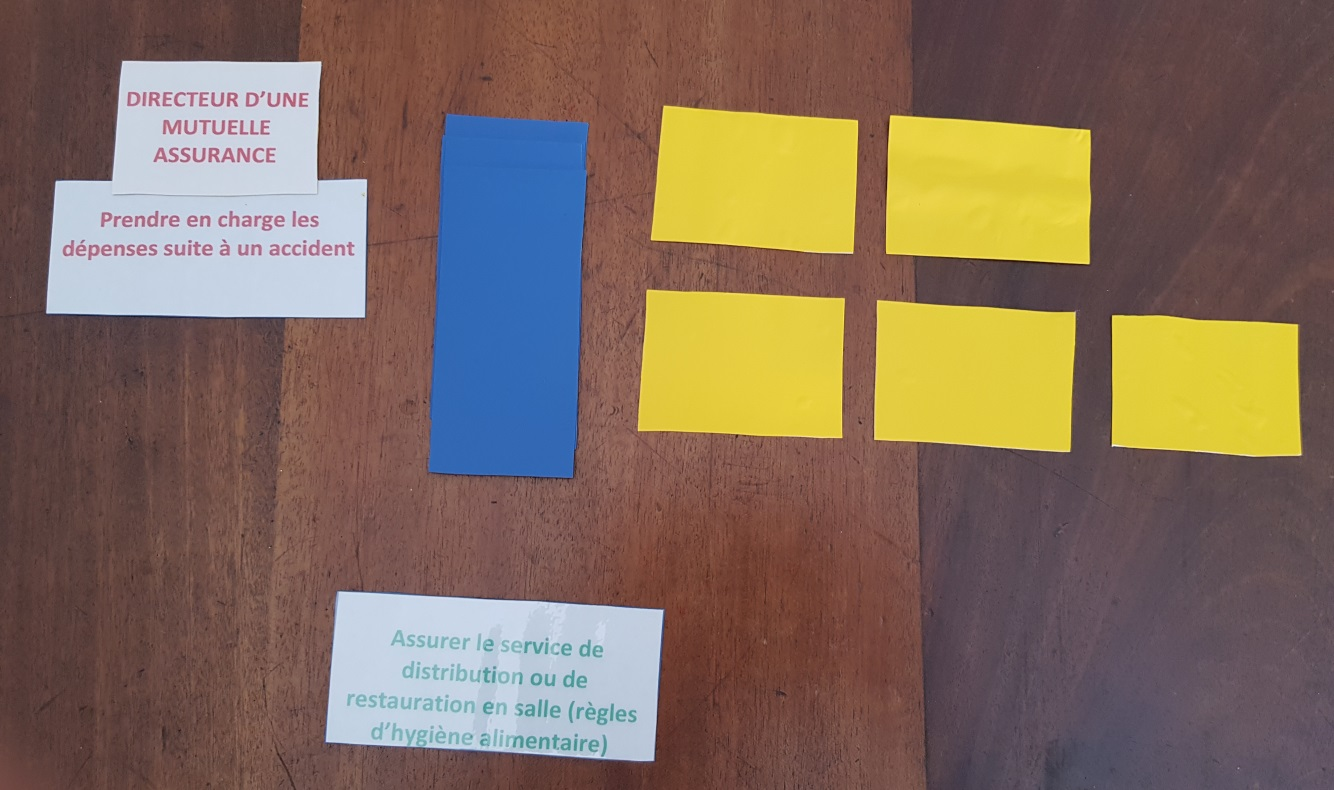 DIRECTEUR D'UNE
MUTUELLE
ASSURANCE
Prendre en charge les
dépenses suite à un accident
Assurer le service de
distribution ou de
restauration en salle (règles
d'hygiène alimentaire)